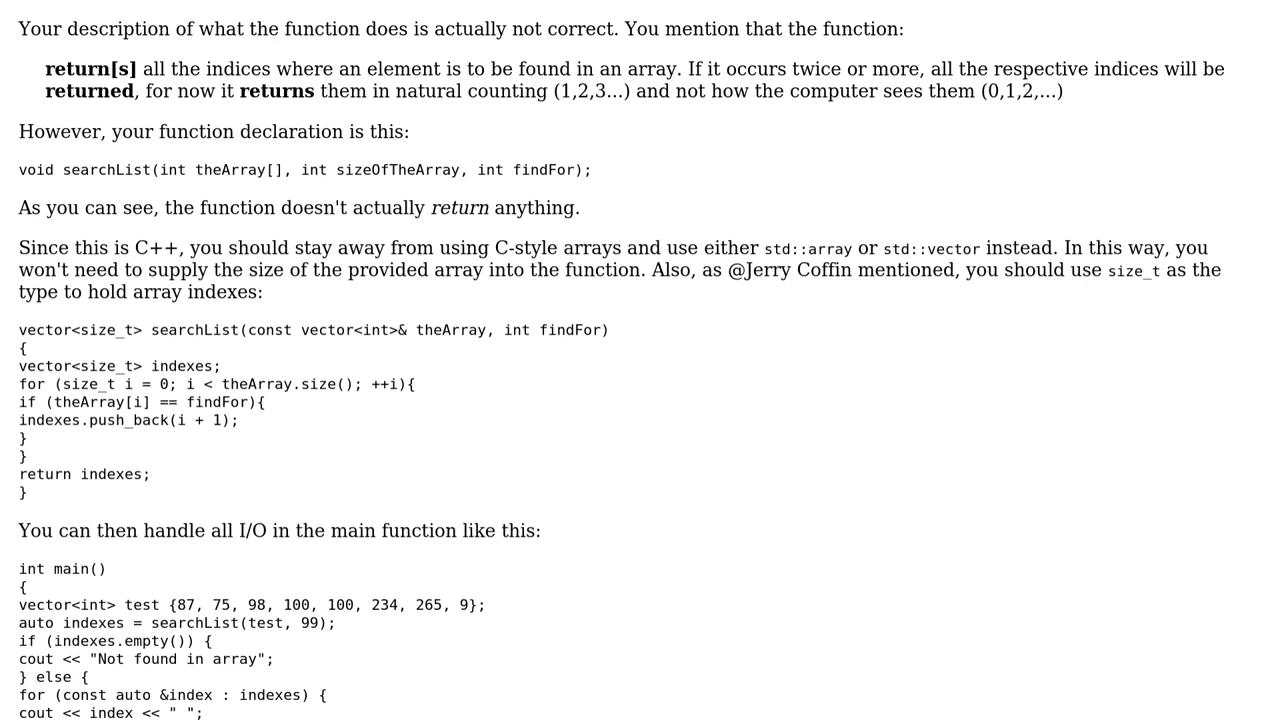 Your description of what the function does is actually not correct. You mention that the function:
return[s] all the indices where an element is to be found in an array. If it occurs twice or more, all the respective indices will be
returned, for now it returns them in natural counting (1,2,3...) and not how the computer sees them (0,1,2,...)
However, your function declaration is this:
void searchList(int theArray[], int sizeOfTheArray, int findFor);
As you can see, the function doesn't actually return anything.
Since this is C++, you should stay away from using C-style arrays and use either std::array or std::vector instead. In this way, you
won't need to supply the size of the provided array into the function. Also, as @Jerry Coffin mentioned, you should use size_t as the
type to hold array indexes:
vector<size_t> searchList(const vector<int>& theArray, int findFor)
{
vector<size_t> indexes;
for (size_t i = 0; i < theArray.size(); ++i){
if (theArray[i] == findFor){
indexes.push_back(i + 1);
}
}
return indexes;
}
You can then handle all I/O in the main function like this:
int main()
{
vector<int> test {87, 75, 98, 100, 100, 234, 265, 9};
auto indexes = searchList(test, 99);
if (indexes.empty()) {
cout << "Not found in array";
} else {
for (const auto &index : indexes) {
cout << index << " ";